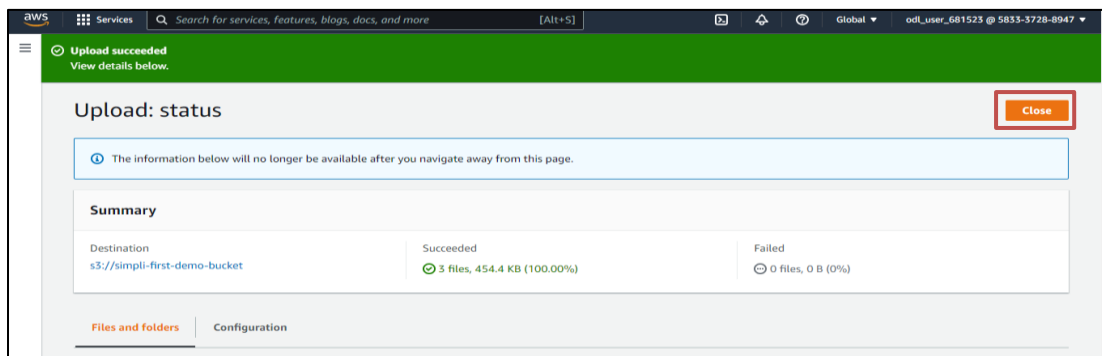 aws Services Search for services, features, blogs, docs, and more [Alt+S] Global odl_user_681523 @ 5833-3728-8947
Upload succeeded
View details below.
Upload: status
Close
The information below will no longer be available after you navigate away from this page.
Summary
Destination Succeeded Failed
s3://simpli-first-demo-bucket 3 files, 454.4 KB (100.00%) 0 files, 0 B (0%)
Files and folders Configuration